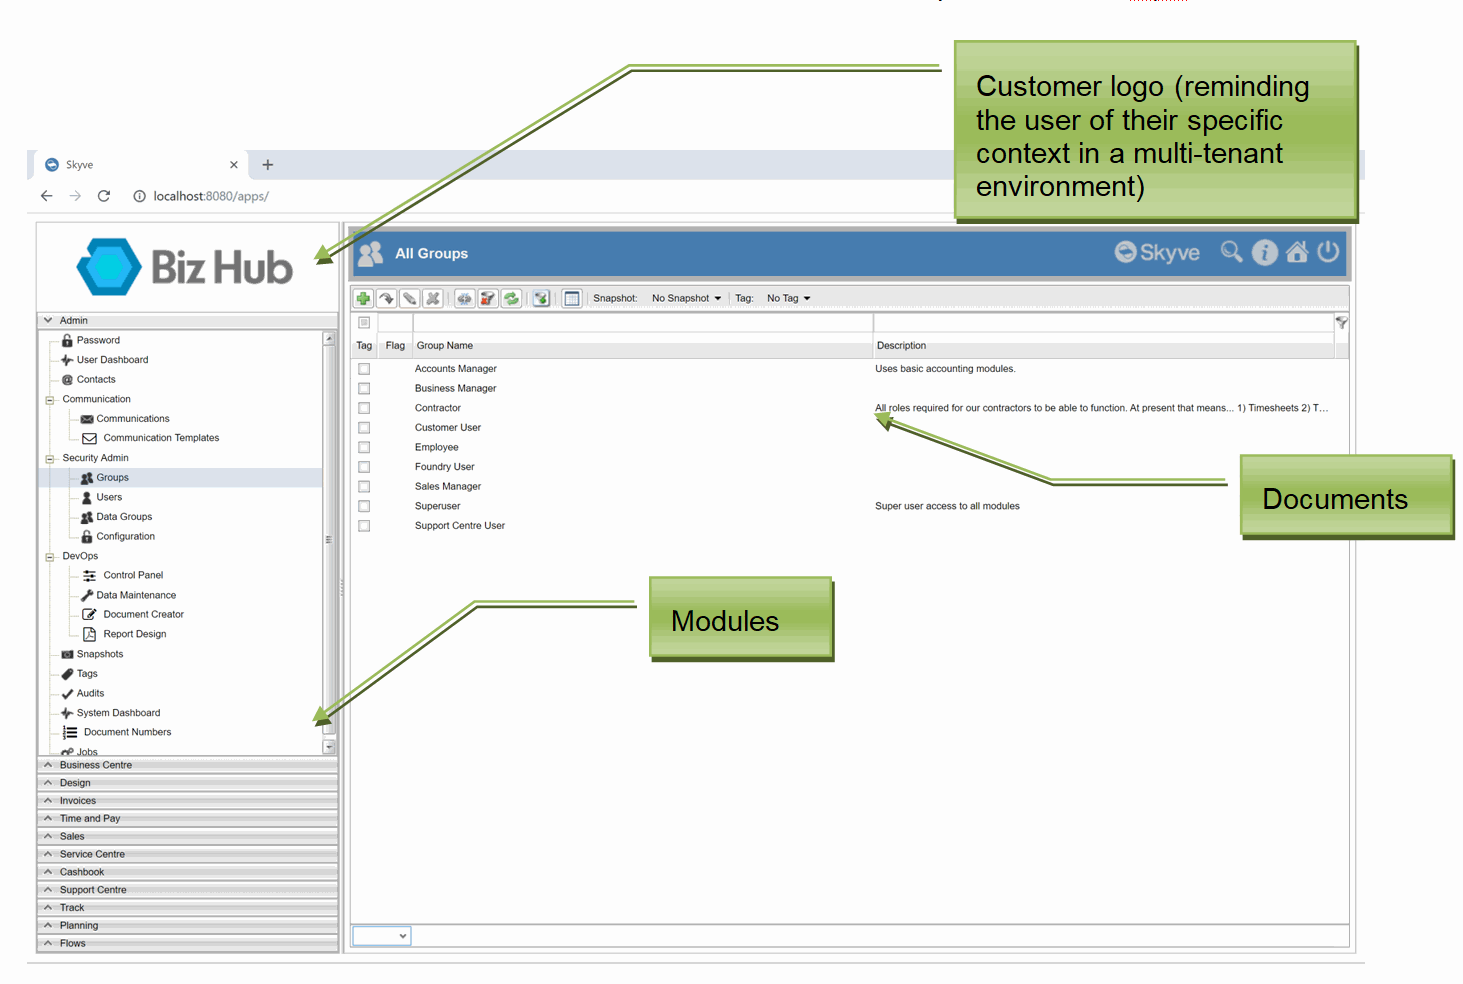 Customer logo (reminding
the user of their specific
context in a multi-tenant
environment)
Skyve
localhost:8080/apps/
Biz Hub
All Groups
Skyve
Snapshot: No Snapshot Tag: No Tag
Admin
Password
User Dashboard
Contacts
Communication
Communications
Communication Templates
Security Admin
Groups
Users
Data Groups
Configuration
DevOps
Control Panel
Data Maintenance
Document Creator
Report Design
Snapshots
Tags
Audits
System Dashboard
Document Numbers
Jobs
Business Centre
Design
Invoices
Time and Pay
Sales
Service Centre
Cashbook
Support Centre
Track
Planning
Flows
Tag Flag Group Name Description
Accounts Manager Uses basic accounting modules.
Business Manager
Contractor All roles required for our contractors to be able to function. At present that means... 1) Timesheets 2) T...
Customer User
Employee
Foundry User
Sales Manager
Superuser Super user access to all modules
Support Centre User
Documents
Modules